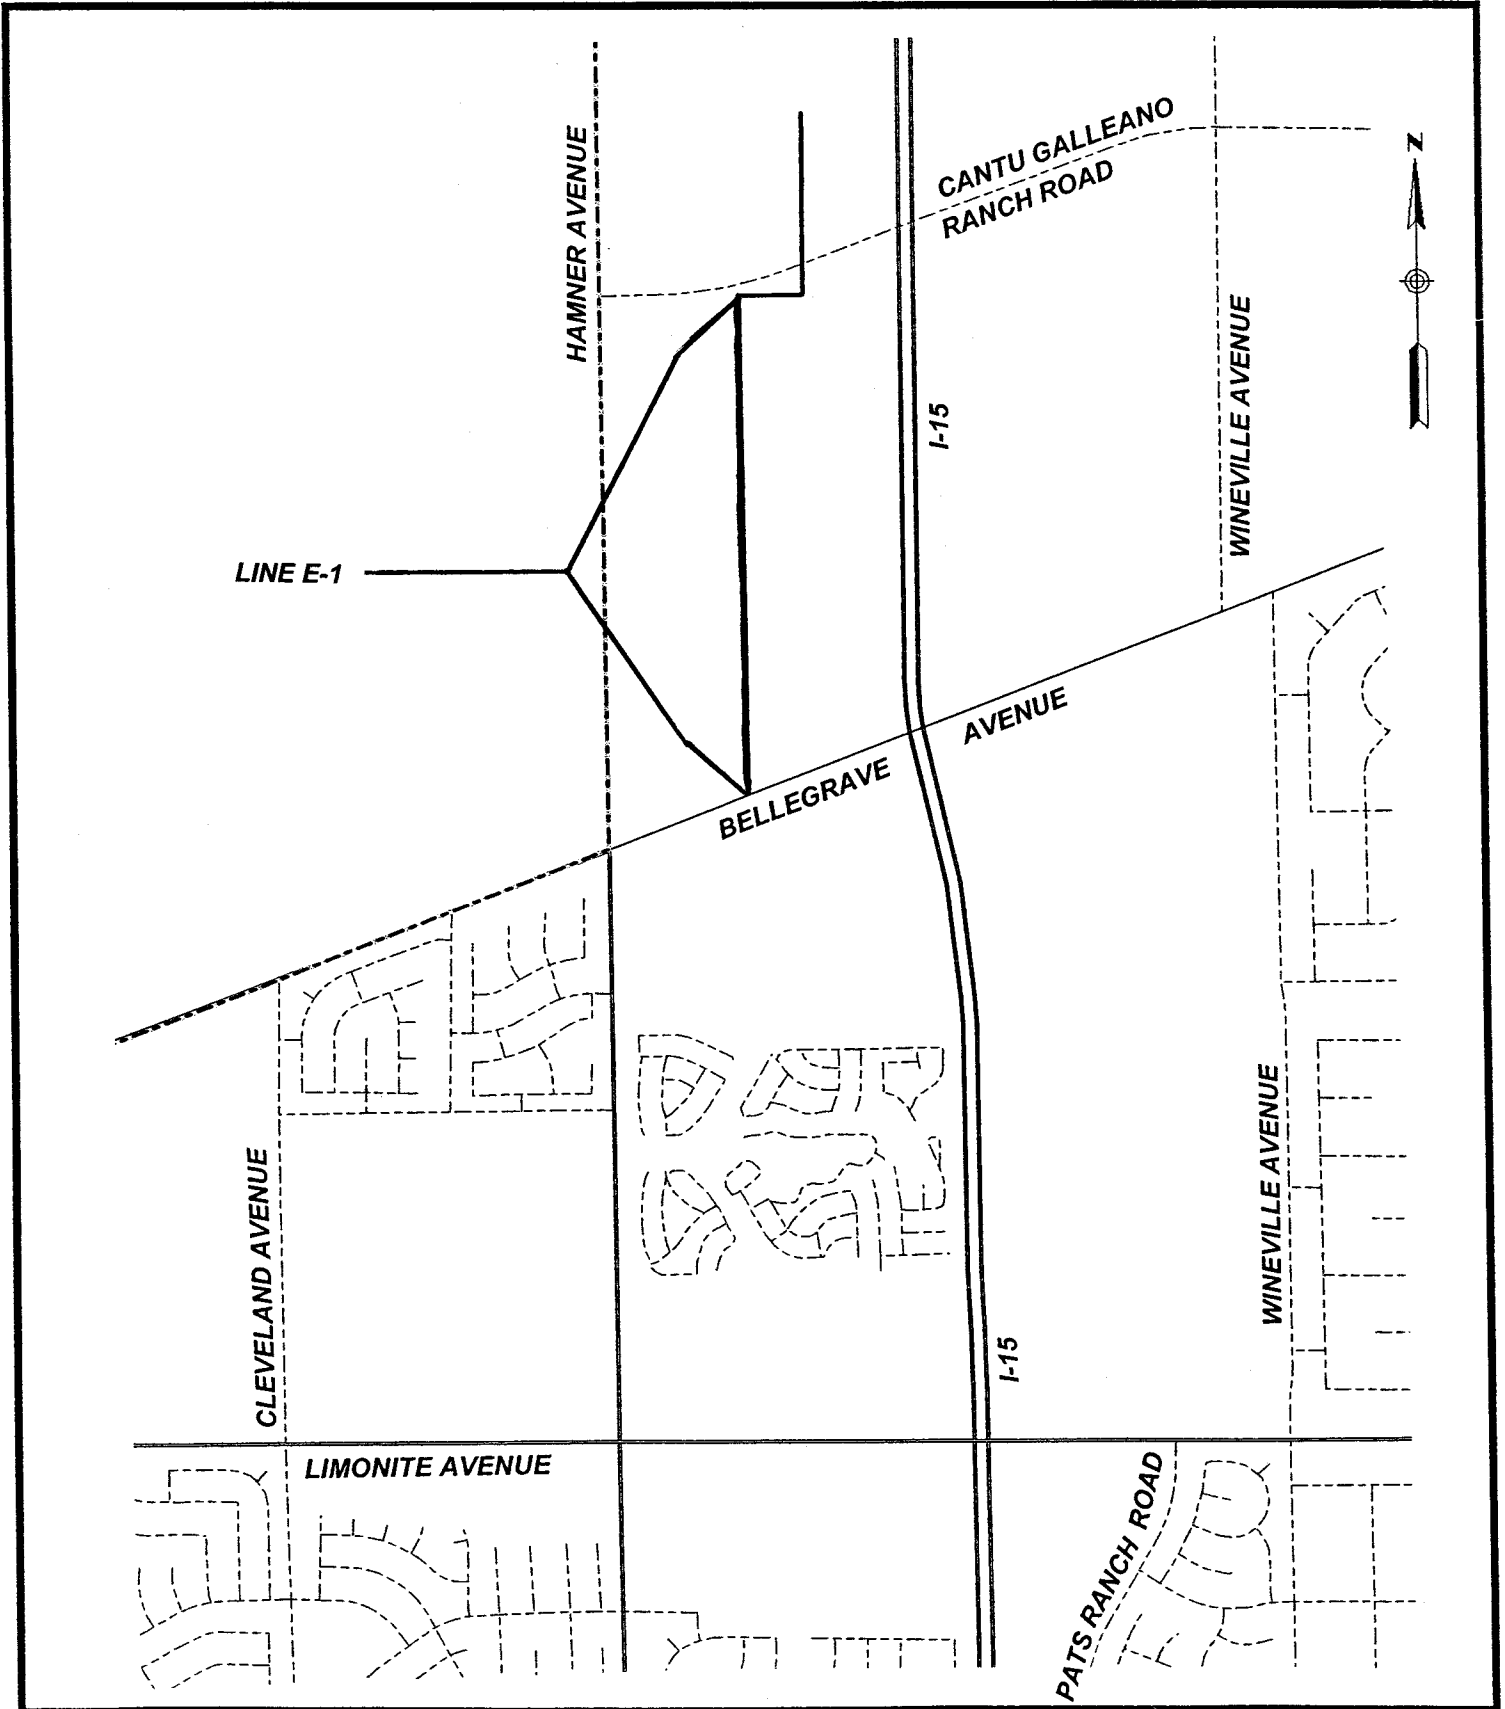 HAMNER AVENUE
CANTU GALLEANO
RANCH ROAD
N
WINEVILLE AVENUE
I-15
LINE E-1
AVENUE
BELLEGRAVE
CLEVELAND AVENUE
WINEVILLE AVENUE
I-15
LIMONITE AVENUE
PATS RANCH ROAD